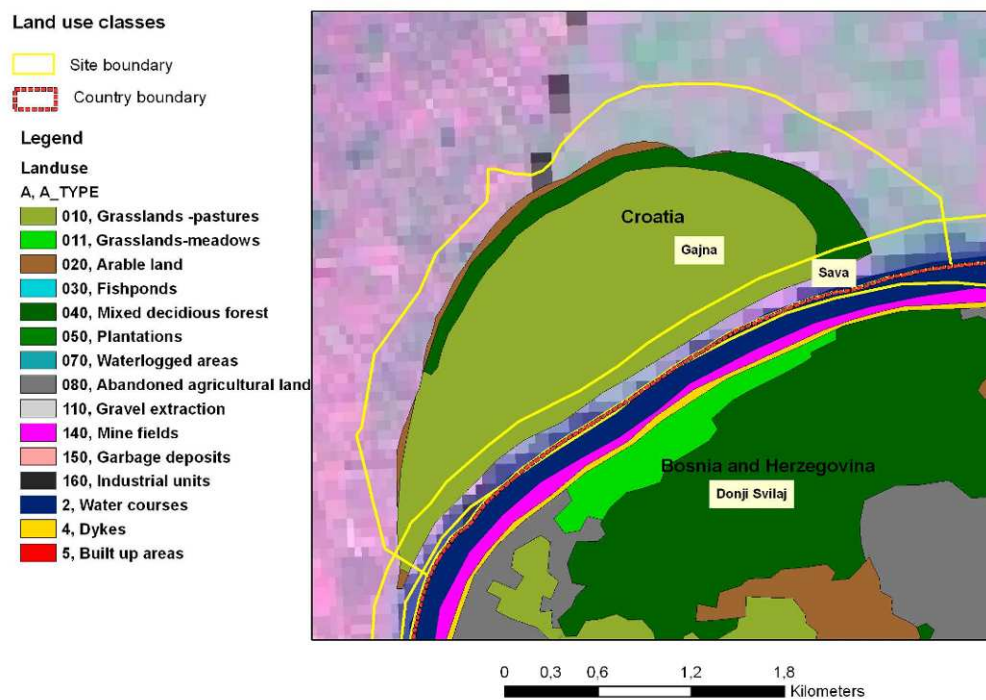 Land use classes
Site boundary
Country boundary
Legend
Landuse
A, A_TYPE
010, Grasslands -pastures
011, Grasslands-meadows
020, Arable land
030, Fishponds
040, Mixed decidious forest
050, Plantations
070, Waterlogged areas
080, Abandoned agricultural land
110, Gravel extraction
140, Mine fields
150, Garbage deposits
160, Industrial units
2, Water courses
4, Dykes
5, Built up areas
Croatia
Gajna
Sava
Bosnia and Herzegovina
Donji Svilaj
0 0,3 0,6 1,2 1,8
Kilometers